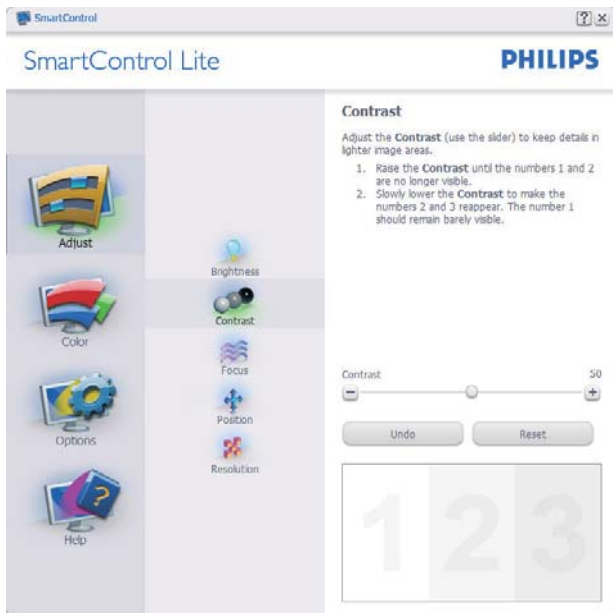 SmartControl
? ×
SmartControl Lite
PHILIPS
Adjust
Color
Options
Help
Brightness
Contrast
Focus
Position
Resolution
Contrast
Adjust the Contrast (use the slider) to keep details in
lighter image areas.
1. Raise the Contrast until the numbers 1 and 2
are no longer visible.
2. Slowly lower the Contrast to make the
numbers 2 and 3 reappear. The number 1
should remain barely visible.
Contrast 50
− +
Undo Reset
1 2 3